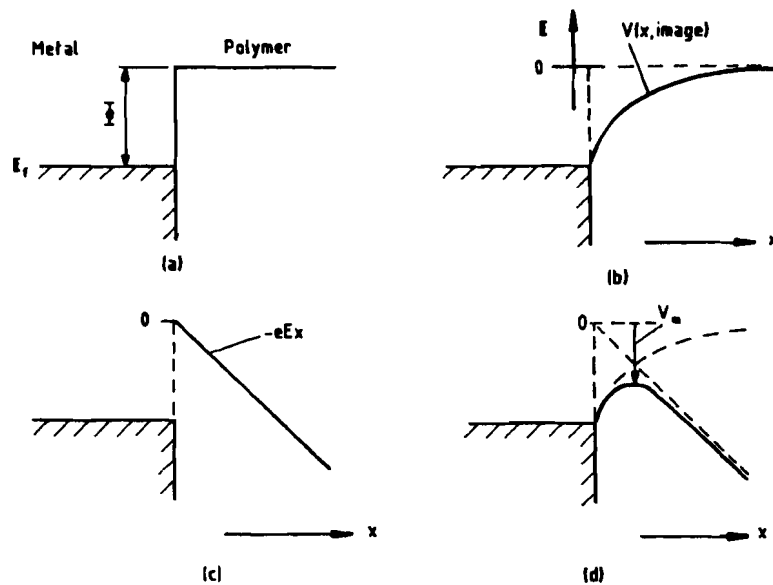 Metal Polymer
Φ
E_f
(a)
E
V(x,image)
0
x
(b)
0
-eEx
x
(c)
0
V_m
x
(d)